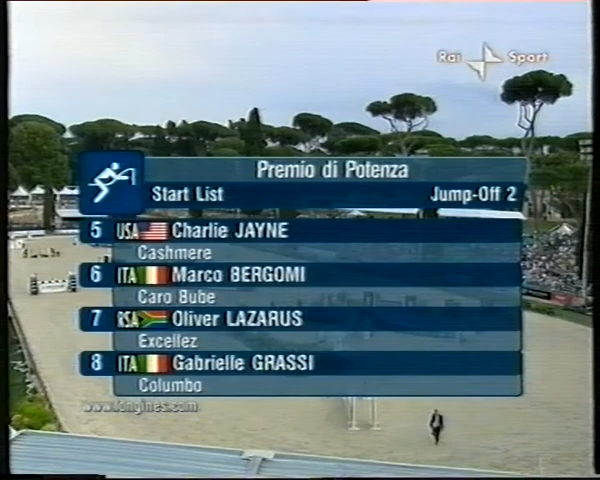 Rai Sport
Premio di Potenza
Start List Jump-Off 2
5 USA Charlie JAYNE
Cashmere
6 ITA Marco BERGOMI
Caro Bube
7 RSA Oliver LAZARUS
Excellez
8 ITA Gabrielle GRASSI
Columbo
www.longines.com